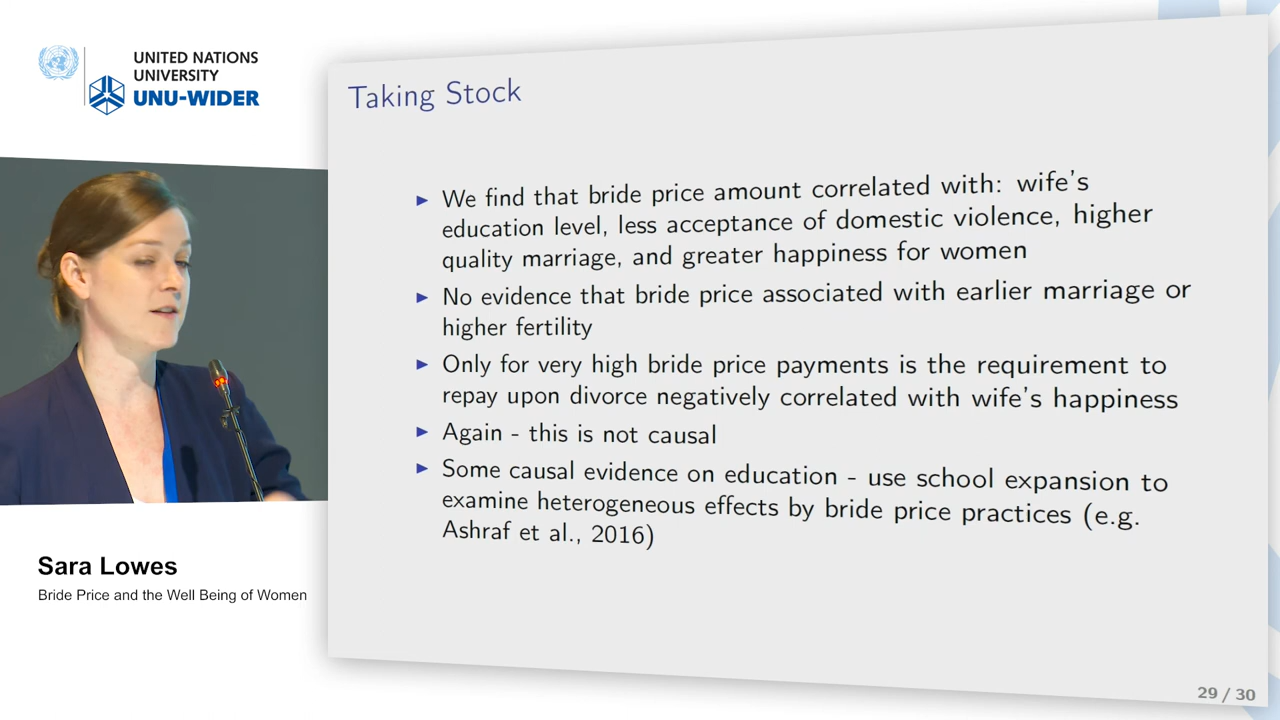 UNITED NATIONS
UNIVERSITY
UNU-WIDER
Taking Stock
► We find that bride price amount correlated with: wife's
education level, less acceptance of domestic violence, higher
quality marriage, and greater happiness for women
► No evidence that bride price associated with earlier marriage or
higher fertility
► Only for very high bride price payments is the requirement to
repay upon divorce negatively correlated with wife's happiness
► Again - this is not causal
► Some causal evidence on education - use school expansion to
examine heterogeneous effects by bride price practices (e.g.
Ashraf et al., 2016)
Sara Lowes
Bride Price and the Well Being of Women
29 / 30